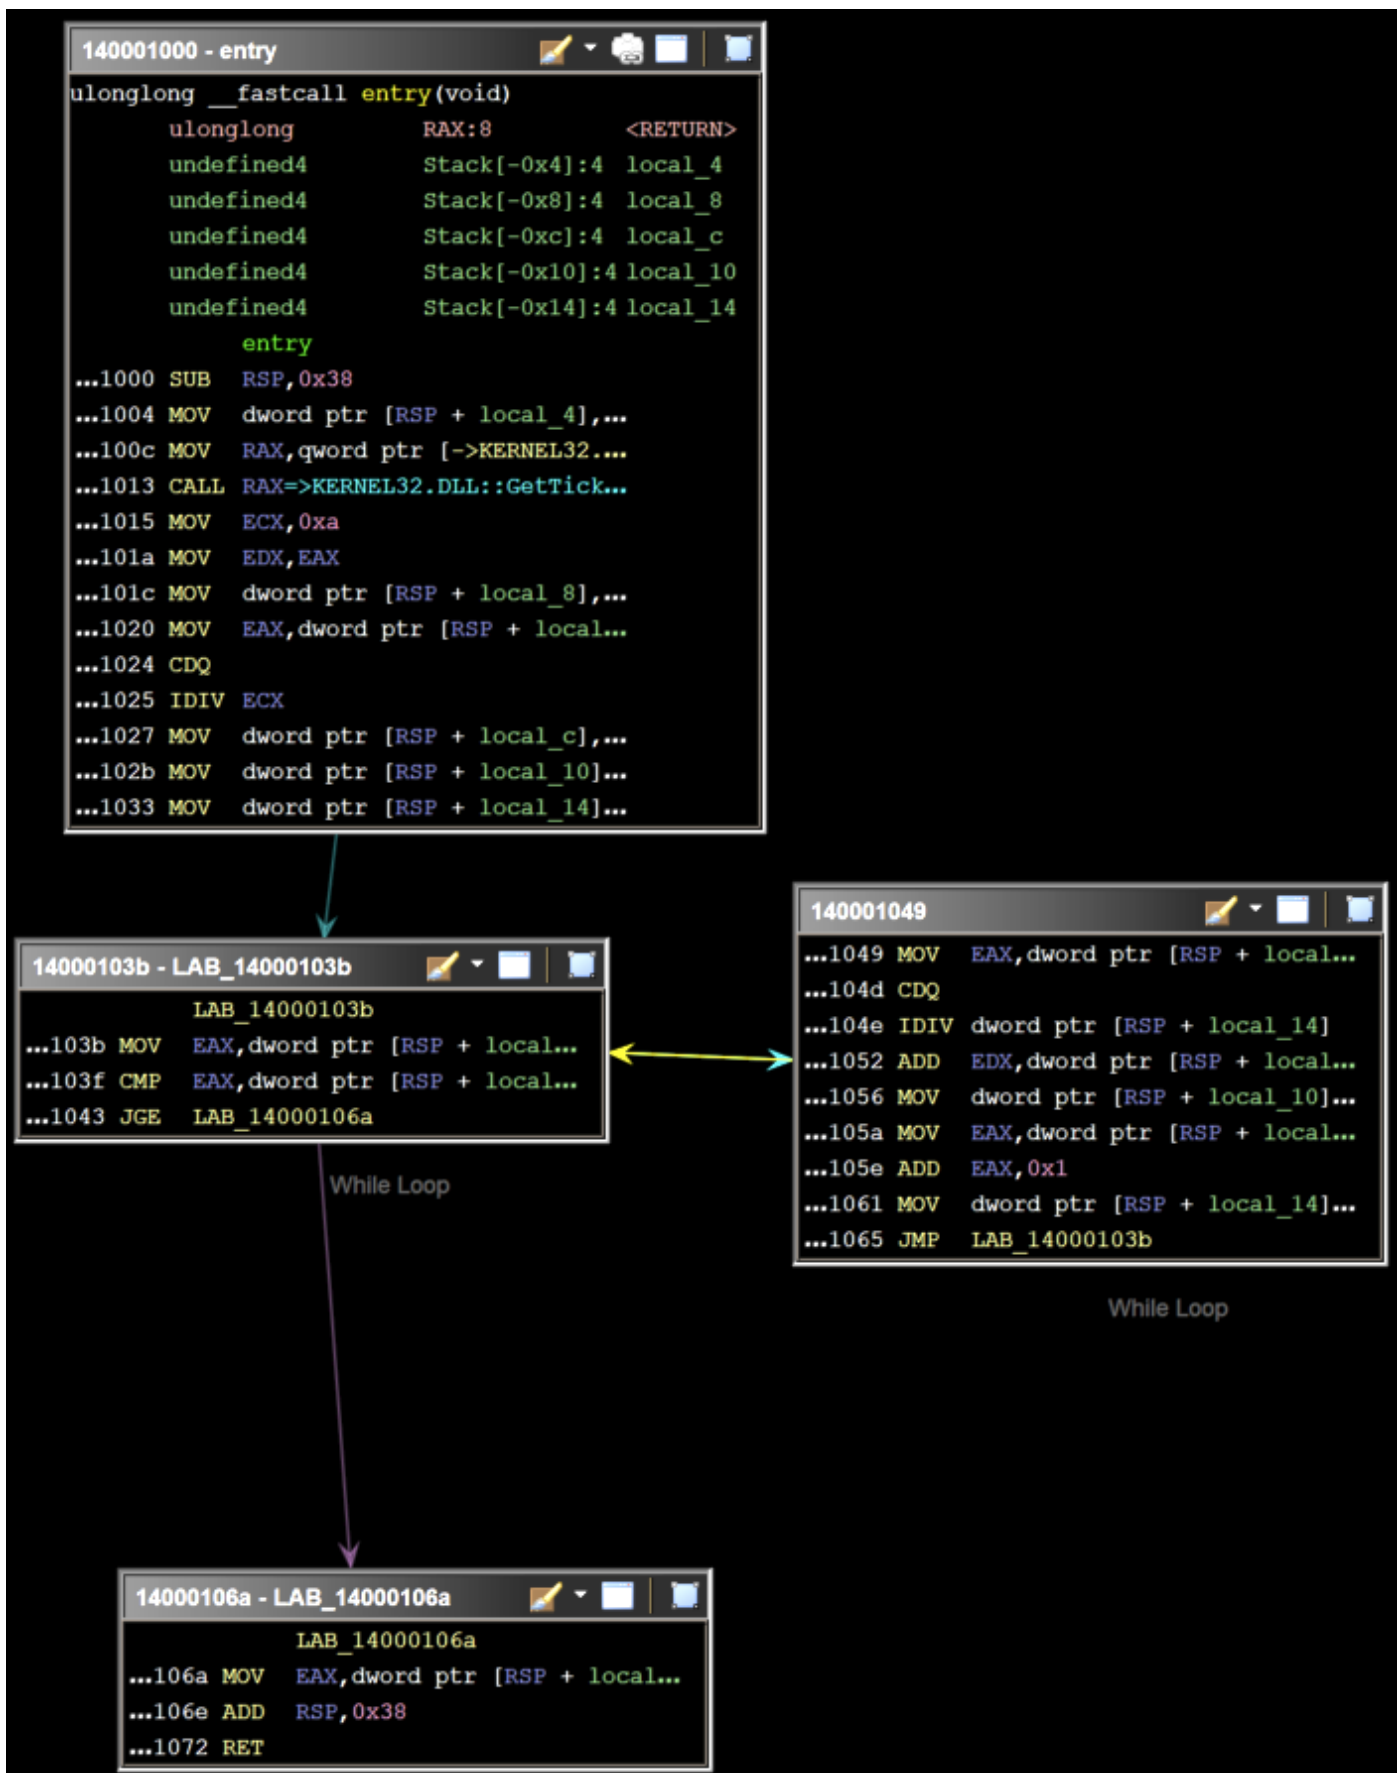 140001000 - entry
ulonglong __fastcall entry(void)
ulonglong RAX:8 <RETURN>
undefined4 Stack[-0x4]:4 local_4
undefined4 Stack[-0x8]:4 local_8
undefined4 Stack[-0xc]:4 local_c
undefined4 Stack[-0x10]:4 local_10
undefined4 Stack[-0x14]:4 local_14
entry
...1000 SUB RSP,0x38
...1004 MOV dword ptr [RSP + local_4],...
...100c MOV RAX,qword ptr [->KERNEL32....
...1013 CALL RAX=>KERNEL32.DLL::GetTick...
...1015 MOV ECX,0xa
...101a MOV EDX,EAX
...101c MOV dword ptr [RSP + local_8],...
...1020 MOV EAX,dword ptr [RSP + local...
...1024 CDQ
...1025 IDIV ECX
...1027 MOV dword ptr [RSP + local_c],...
...102b MOV dword ptr [RSP + local_10]...
...1033 MOV dword ptr [RSP + local_14]...
14000103b - LAB_14000103b
LAB_14000103b
...103b MOV EAX,dword ptr [RSP + local...
...103f CMP EAX,dword ptr [RSP + local...
...1043 JGE LAB_14000106a
While Loop
140001049
...1049 MOV EAX,dword ptr [RSP + local...
...104d CDQ
...104e IDIV dword ptr [RSP + local_14]
...1052 ADD EDX,dword ptr [RSP + local...
...1056 MOV dword ptr [RSP + local_10]...
...105a MOV EAX,dword ptr [RSP + local...
...105e ADD EAX,0x1
...1061 MOV dword ptr [RSP + local_14]...
...1065 JMP LAB_14000103b
While Loop
14000106a - LAB_14000106a
LAB_14000106a
...106a MOV EAX,dword ptr [RSP + local...
...106e ADD RSP,0x38
...1072 RET